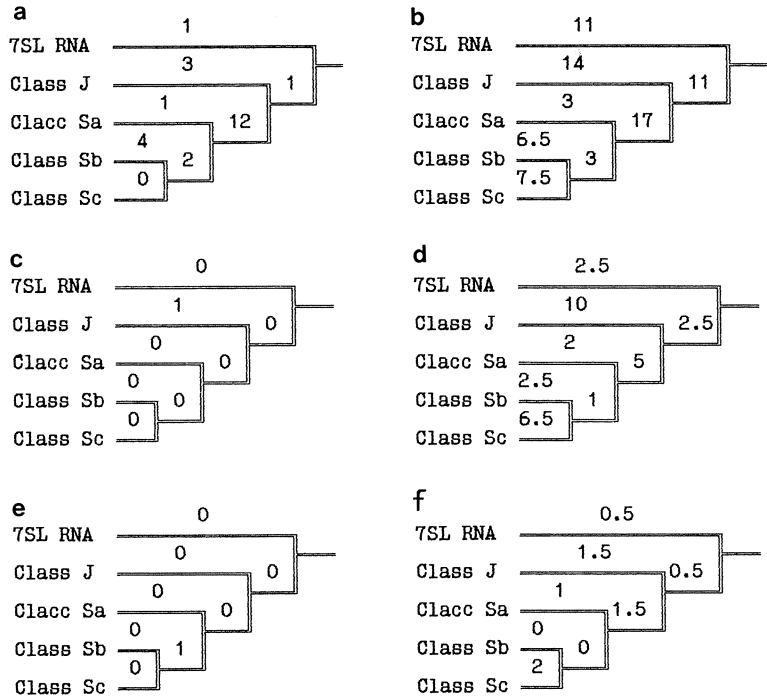 a
1
7SL RNA
3
Class J
1
1
Clacc Sa
12
4
Class Sb
2
0
Class Sc
b
11
7SL RNA
14
Class J
11
3
Clacc Sa
17
6.5
Class Sb
3
7.5
Class Sc
c
0
7SL RNA
1
Class J
0
0
Clacc Sa
0
0
Class Sb
0
0
Class Sc
d
2.5
7SL RNA
10
Class J
2.5
2
Clacc Sa
5
2.5
Class Sb
1
6.5
Class Sc
e
0
7SL RNA
0
Class J
0
0
Clacc Sa
0
0
Class Sb
1
0
Class Sc
f
0.5
7SL RNA
1.5
Class J
0.5
1
Clacc Sa
1.5
0
Class Sb
0
2
Class Sc